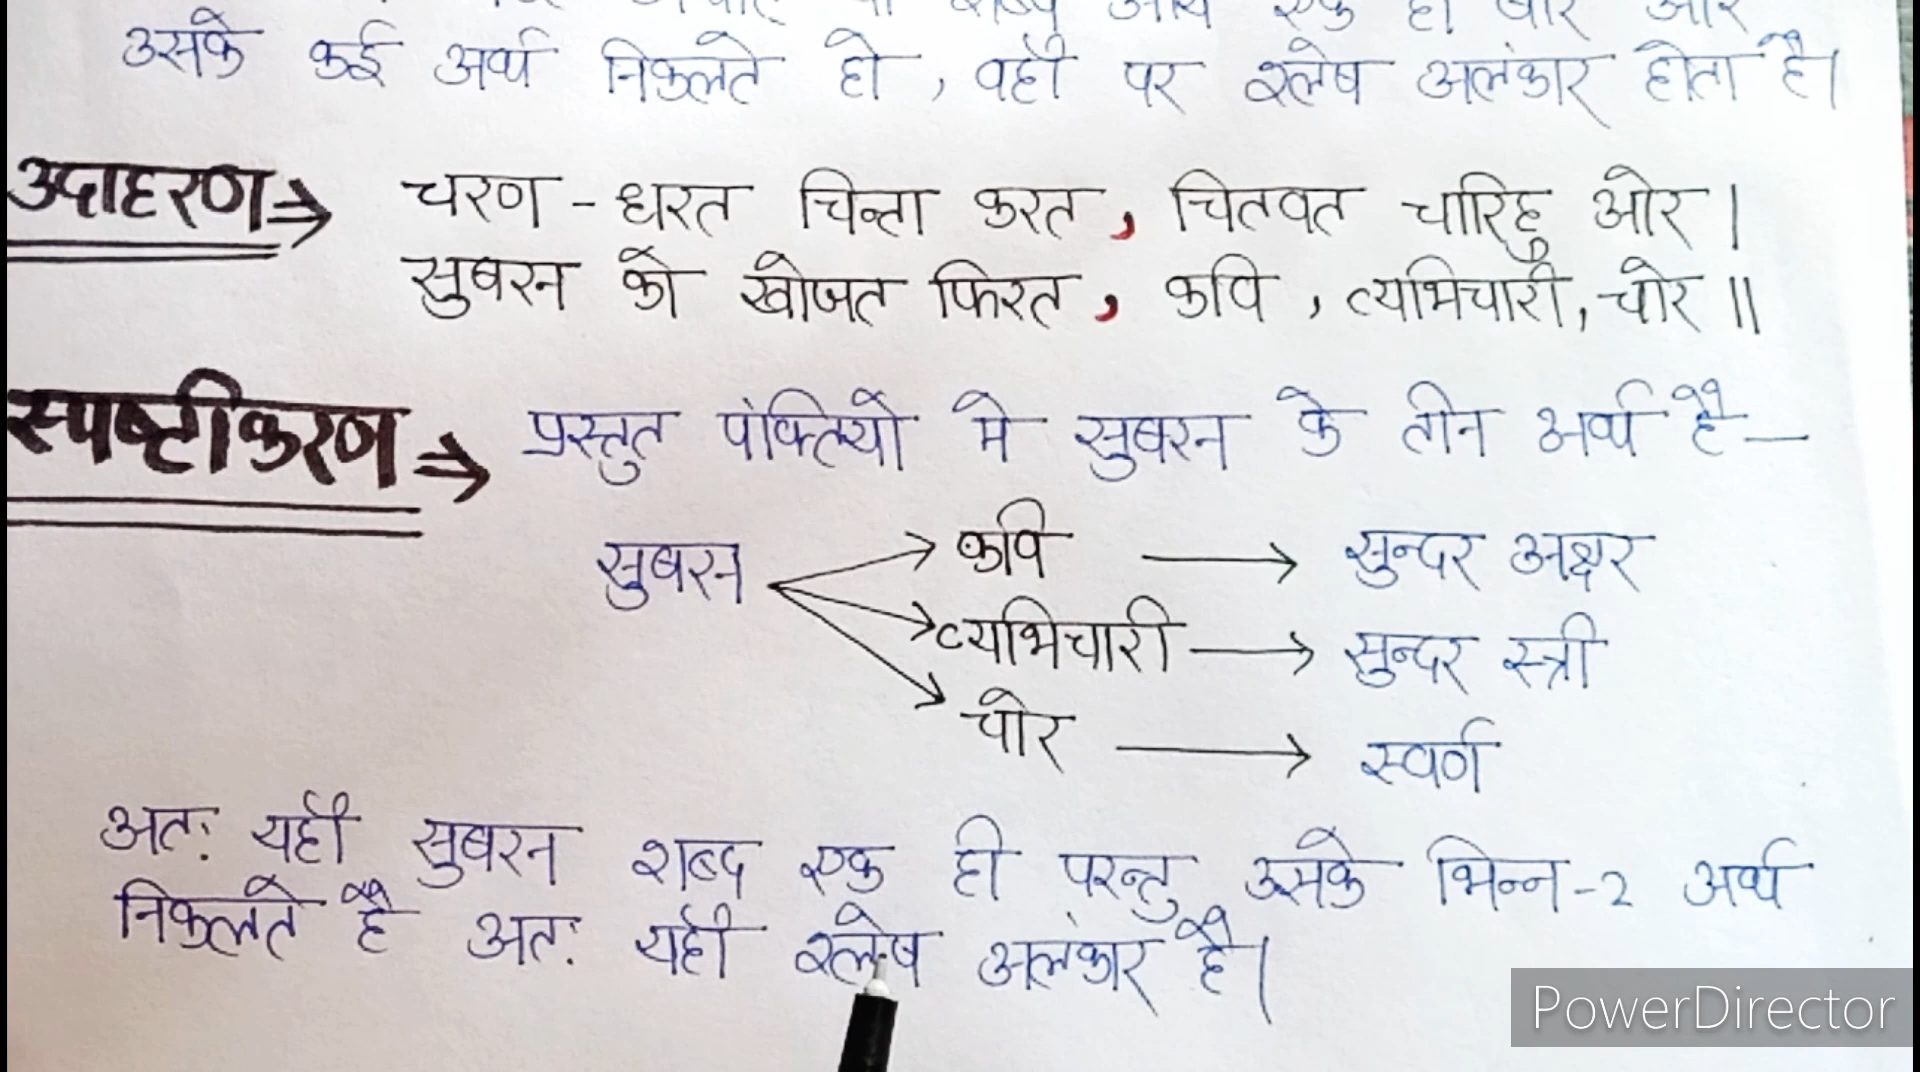 उसके कई अर्थ निकलते हो, वहाँ पर श्लेष अलंकार होता है।
उदाहरण⇒ चरण - धरत चिन्ता करत, चितवत चारिहु ओर।
सुबरन को खोजत फिरत, कवि, व्यभिचारी, चोर॥
स्पष्टीकरण⇒ प्रस्तुत पंक्तियों मे सुबरन के तीन अर्थ है-
सुबरन → कवि → सुन्दर अक्षर
→ व्यभिचारी → सुन्दर स्त्री
→ चोर → स्वर्ण
अतः यहाँ सुबरन शब्द एक ही परन्तु उसके भिन्न-2 अर्थ
निकलते है अतः यहाँ श्लेष अलंकार है।
PowerDirector